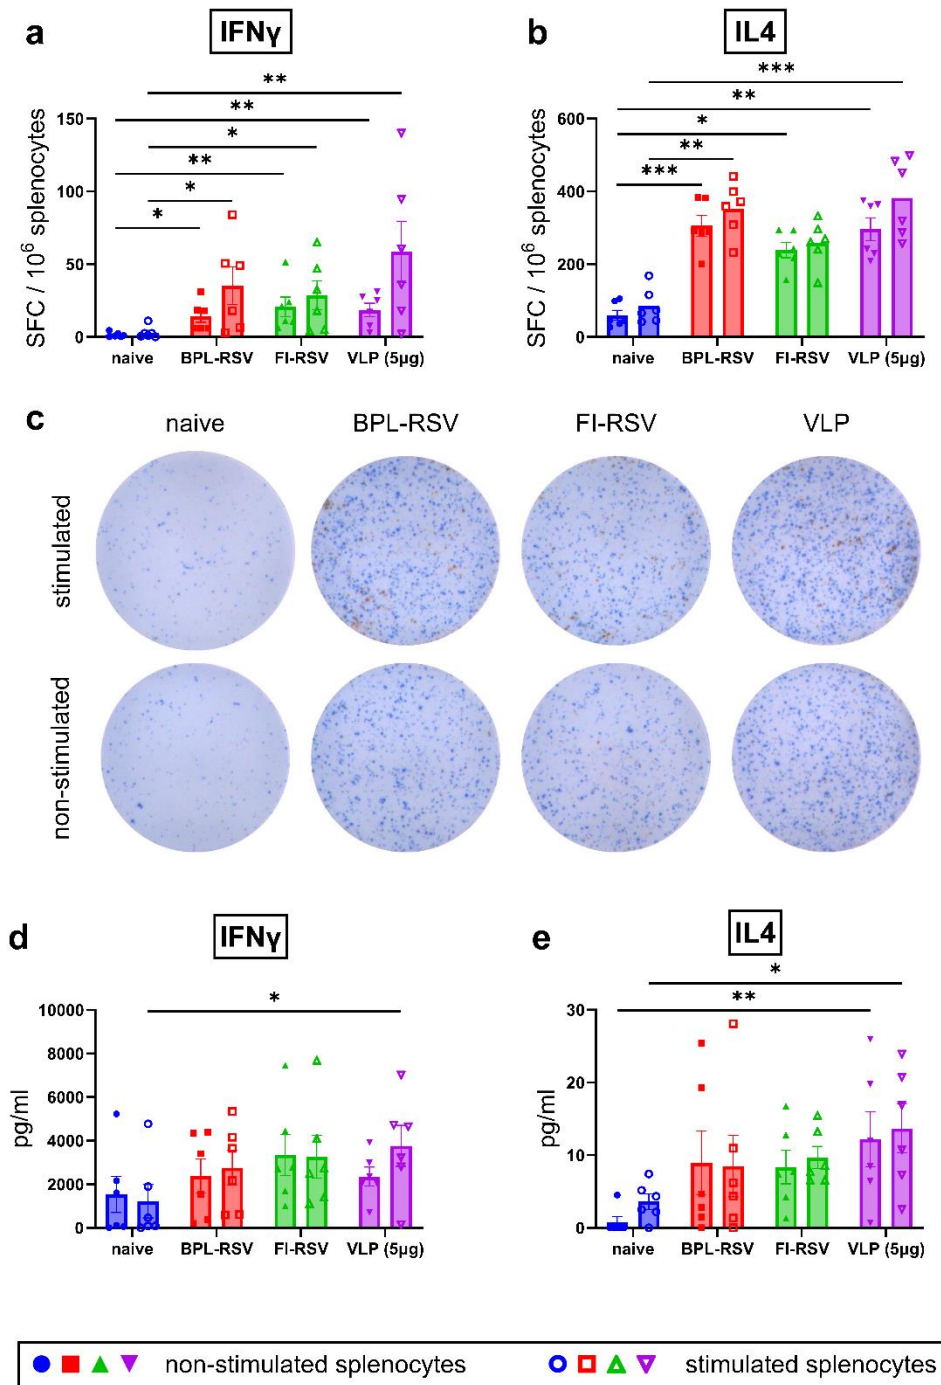 a
IFNγ
SFC / 10⁶ splenocytes
150
100
50
0
**
**
*
**
*
*
naive BPL-RSV FI-RSV VLP (5µg)
b
IL4
SFC / 10⁶ splenocytes
600
400
200
0
***
**
*
**
***
naive BPL-RSV FI-RSV VLP (5µg)
c
naive BPL-RSV FI-RSV VLP
stimulated
non-stimulated
d
IFNγ
pg/ml
10000
8000
6000
4000
2000
0
*
naive BPL-RSV FI-RSV VLP (5µg)
e
IL4
pg/ml
30
20
10
0
*
**
naive BPL-RSV FI-RSV VLP (5µg)
non-stimulated splenocytes
stimulated splenocytes